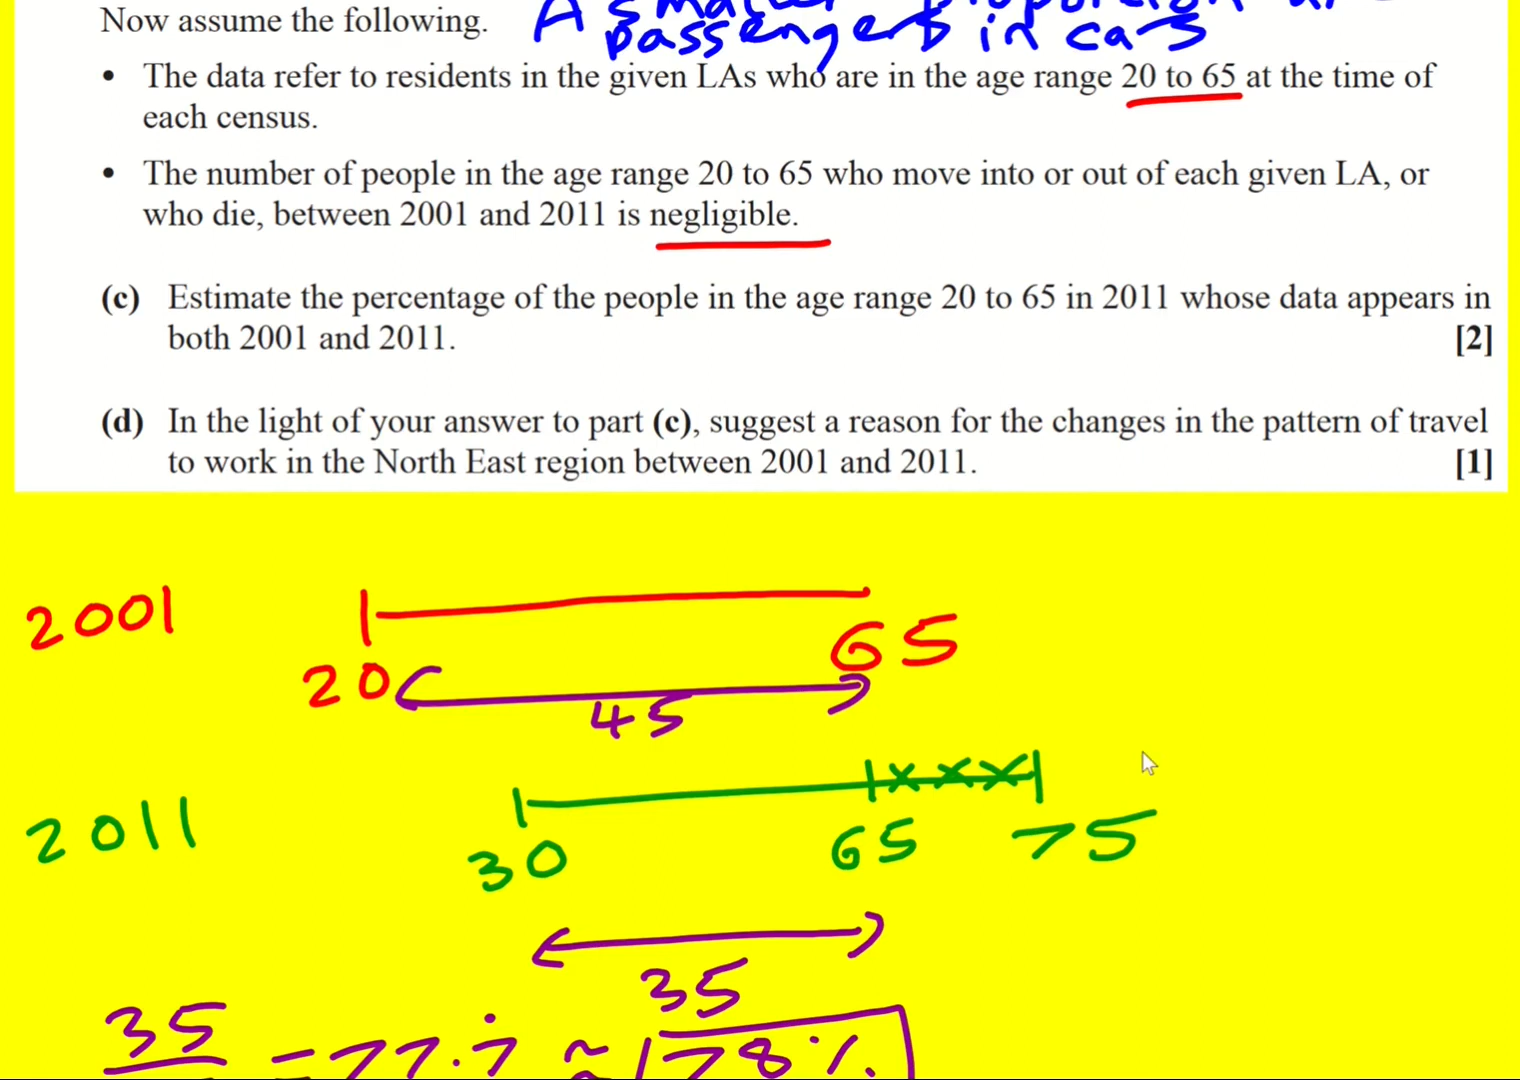 Now assume the following.
passengers in cars
• The data refer to residents in the given LAs who are in the age range 20 to 65 at the time of
each census.
• The number of people in the age range 20 to 65 who move into or out of each given LA, or
who die, between 2001 and 2011 is negligible.
(c) Estimate the percentage of the people in the age range 20 to 65 in 2011 whose data appears in
both 2001 and 2011. [2]
(d) In the light of your answer to part (c), suggest a reason for the changes in the pattern of travel
to work in the North East region between 2001 and 2011. [1]
2001
20 65
45
2011
30 65 75
35
35
= 77.7̇ ≈ 78%